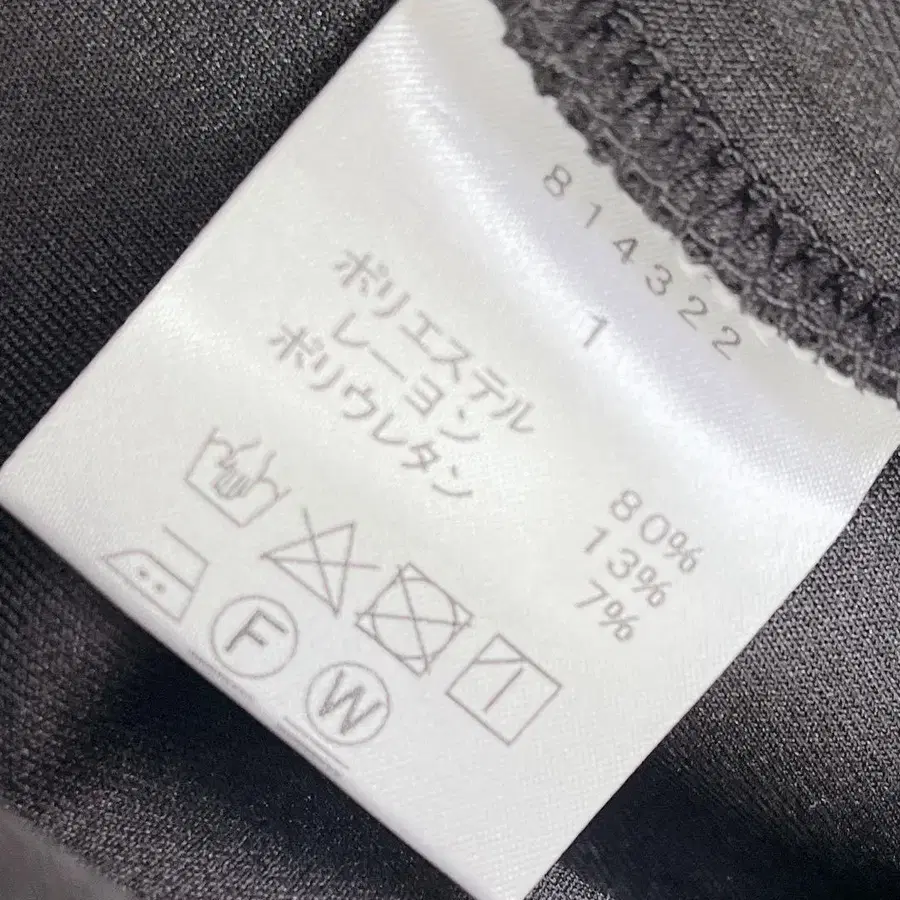 814322
1
ポリエステル 80%
レーヨン 13%
ポリウレタン 7%
F
W